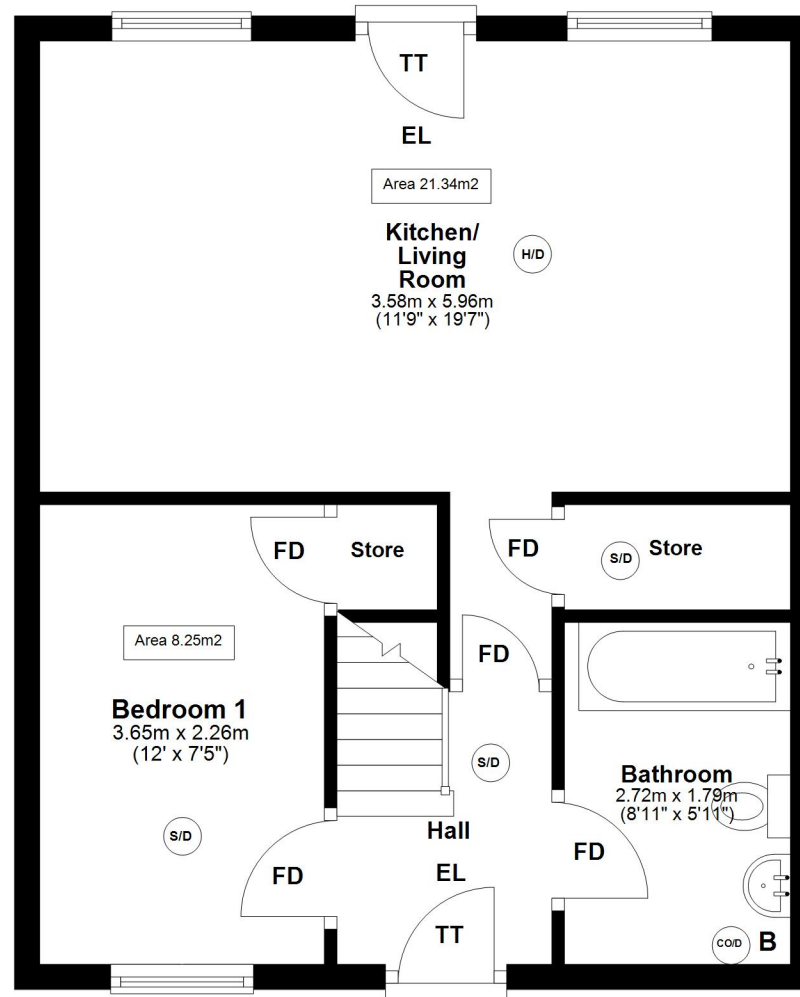 TT
EL
Area 21.34m2
Kitchen/
Living
Room
3.58m x 5.96m
(11'9" x 19'7")
H/D
FD
Store
FD
S/D
Store
Area 8.25m2
FD
Bedroom 1
3.65m x 2.26m
(12' x 7'5")
S/D
S/D
Bathroom
2.72m x 1.79m
(8'11" x 5'11")
Hall
FD
EL
FD
TT
CO/D
B